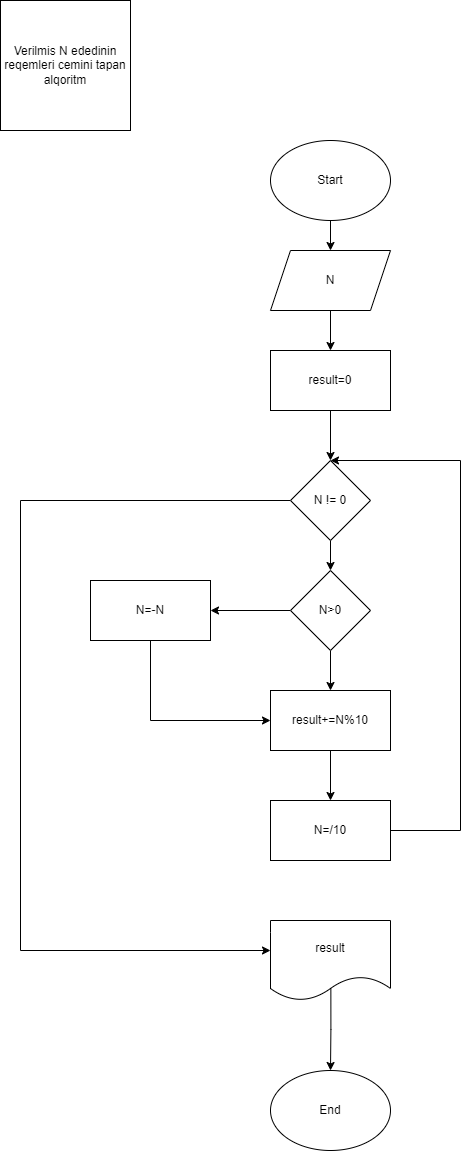 Verilmis N ededinin
reqemleri cemini tapan
alqoritm
Start
N
result=0
N != 0
N>0
N=-N
result+=N%10
N=/10
result
End